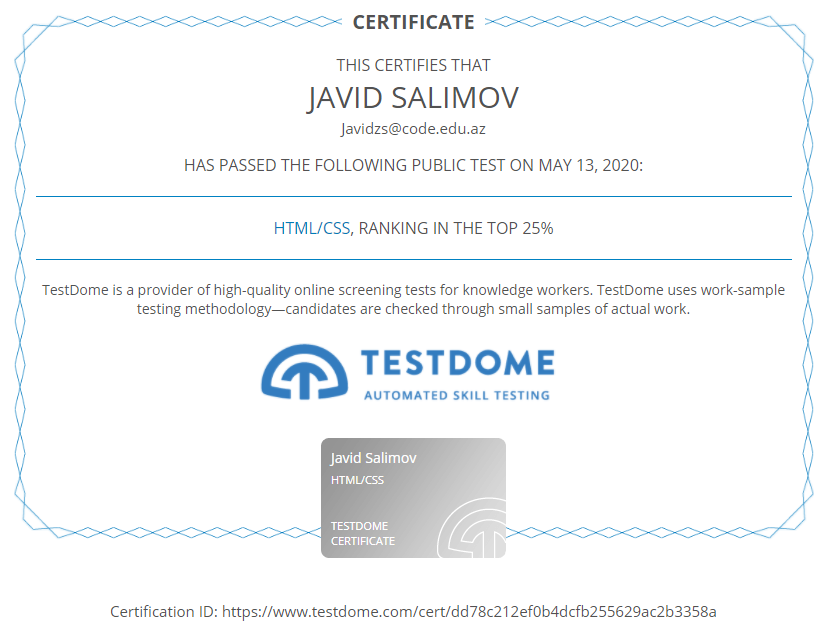 CERTIFICATE
THIS CERTIFIES THAT
JAVID SALIMOV
Javidzs@code.edu.az
HAS PASSED THE FOLLOWING PUBLIC TEST ON MAY 13, 2020:
HTML/CSS, RANKING IN THE TOP 25%
TestDome is a provider of high-quality online screening tests for knowledge workers. TestDome uses work-sample
testing methodology—candidates are checked through small samples of actual work.
TESTDOME
AUTOMATED SKILL TESTING
Javid Salimov
HTML/CSS
TESTDOME
CERTIFICATE
Certification ID: https://www.testdome.com/cert/dd78c212ef0b4dcfb255629ac2b3358a